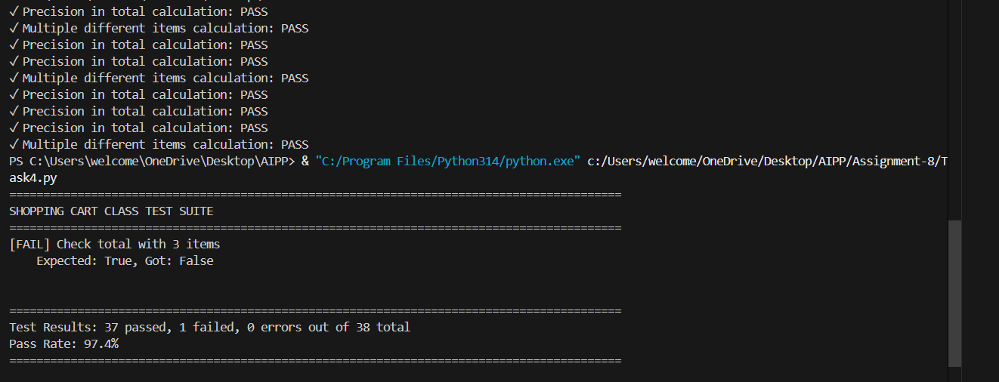 ✓ Precision in total calculation: PASS
✓ Multiple different items calculation: PASS
✓ Precision in total calculation: PASS
✓ Precision in total calculation: PASS
✓ Multiple different items calculation: PASS
✓ Precision in total calculation: PASS
✓ Precision in total calculation: PASS
✓ Precision in total calculation: PASS
✓ Multiple different items calculation: PASS
PS C:\Users\welcome\OneDrive\Desktop\AIPP> & "C:/Program Files/Python314/python.exe" c:/Users/welcome/OneDrive/Desktop/AIPP/Assignment-8/T
ask4.py
==========================================================================================
SHOPPING CART CLASS TEST SUITE
==========================================================================================
[FAIL] Check total with 3 items
    Expected: True, Got: False
==========================================================================================
Test Results: 37 passed, 1 failed, 0 errors out of 38 total
Pass Rate: 97.4%
==========================================================================================